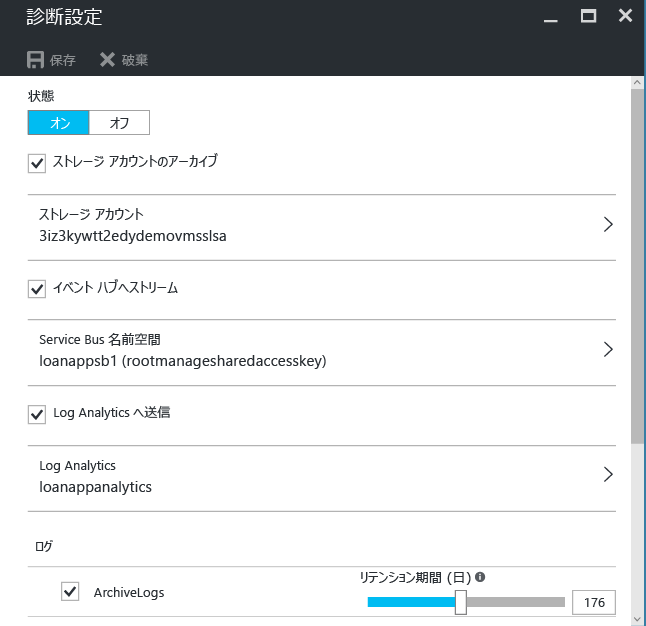 診断設定
保存 破棄
状態
オン オフ
ストレージ アカウントのアーカイブ
ストレージ アカウント
3iz3kywtt2edydemovmsslsa
イベント ハブへストリーム
Service Bus 名前空間
loanappsb1 (rootmanagesharedaccesskey)
Log Analytics へ送信
Log Analytics
loanappanalytics
ログ
リテンション期間 (日)
ArchiveLogs 176